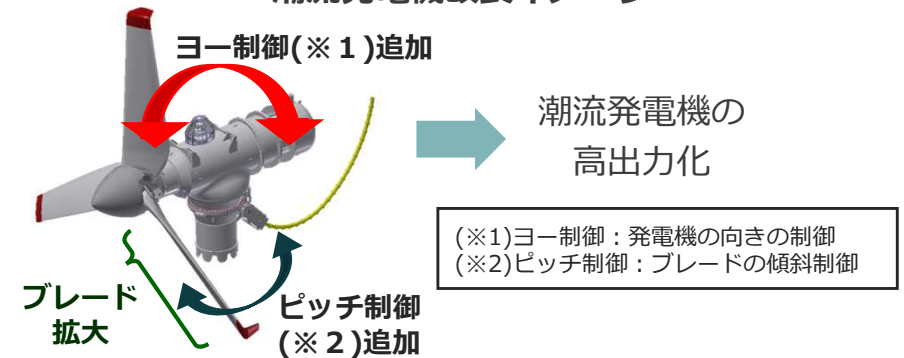 ヨー制御(※１)追加
潮流発電機の
高出力化
(※1)ヨー制御：発電機の向きの制御
(※2)ピッチ制御：ブレードの傾斜制御
ブレード
拡大
ピッチ制御
(※２)追加